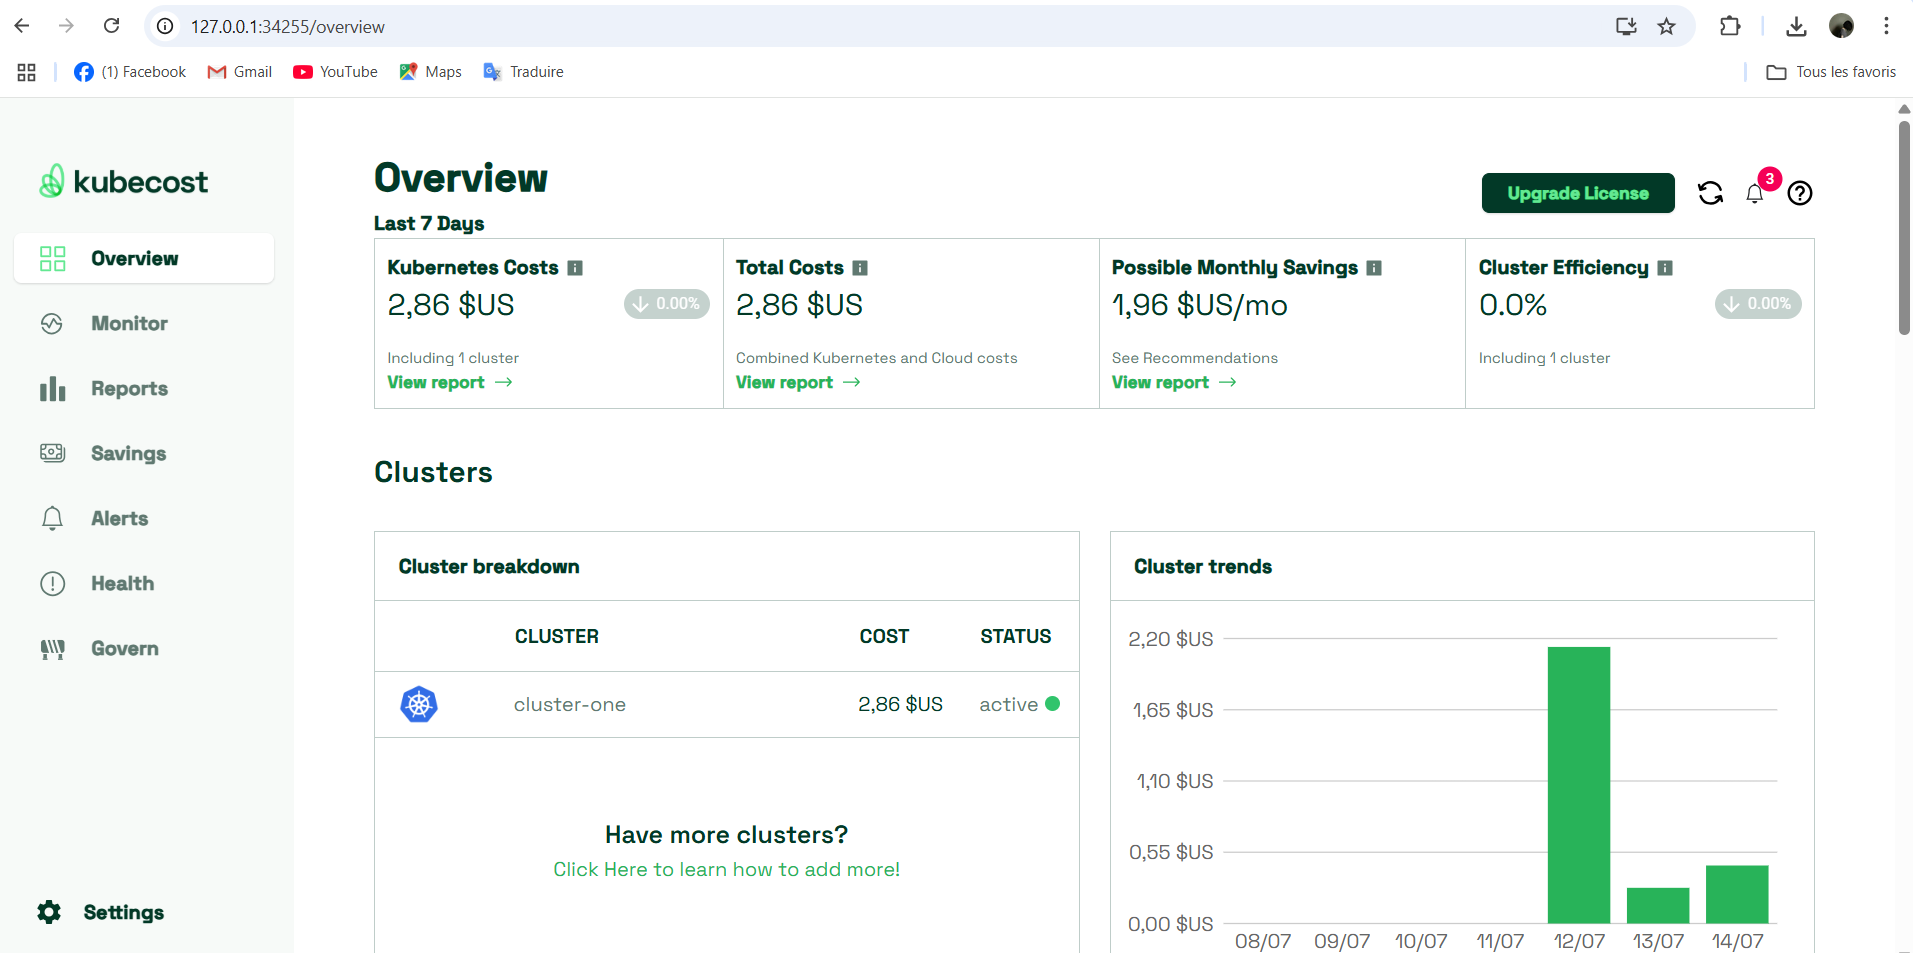 127.0.0.1:34255/overview
(1) Facebook
Gmail
YouTube
Maps
Traduire
Tous les favoris
kubecost
Overview
Monitor
Reports
Savings
Alerts
Health
Govern
Settings
Overview
Upgrade License
3
Last 7 Days
Kubernetes Costs
2,86 $US
0.00%
Including 1 cluster
View report
Total Costs
2,86 $US
Combined Kubernetes and Cloud costs
View report
Possible Monthly Savings
1,96 $US/mo
See Recommendations
View report
Cluster Efficiency
0.0%
0.00%
Including 1 cluster
Clusters
Cluster breakdown
CLUSTER COST STATUS
cluster-one 2,86 $US active
Have more clusters?
Click Here to learn how to add more!
Cluster trends
2,20 $US
1,65 $US
1,10 $US
0,55 $US
0,00 $US
08/07 09/07 10/07 11/07 12/07 13/07 14/07